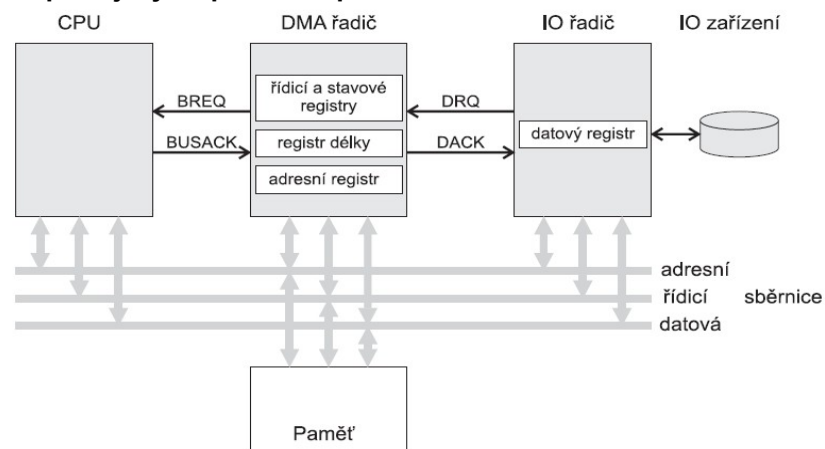 CPU
DMA řadič
IO řadič
IO zařízení
BREQ
BUSACK
řídicí a stavové
registry
registr délky
adresní registr
DRQ
DACK
datový registr
adresní
řídicí
sběrnice
datová
Paměť